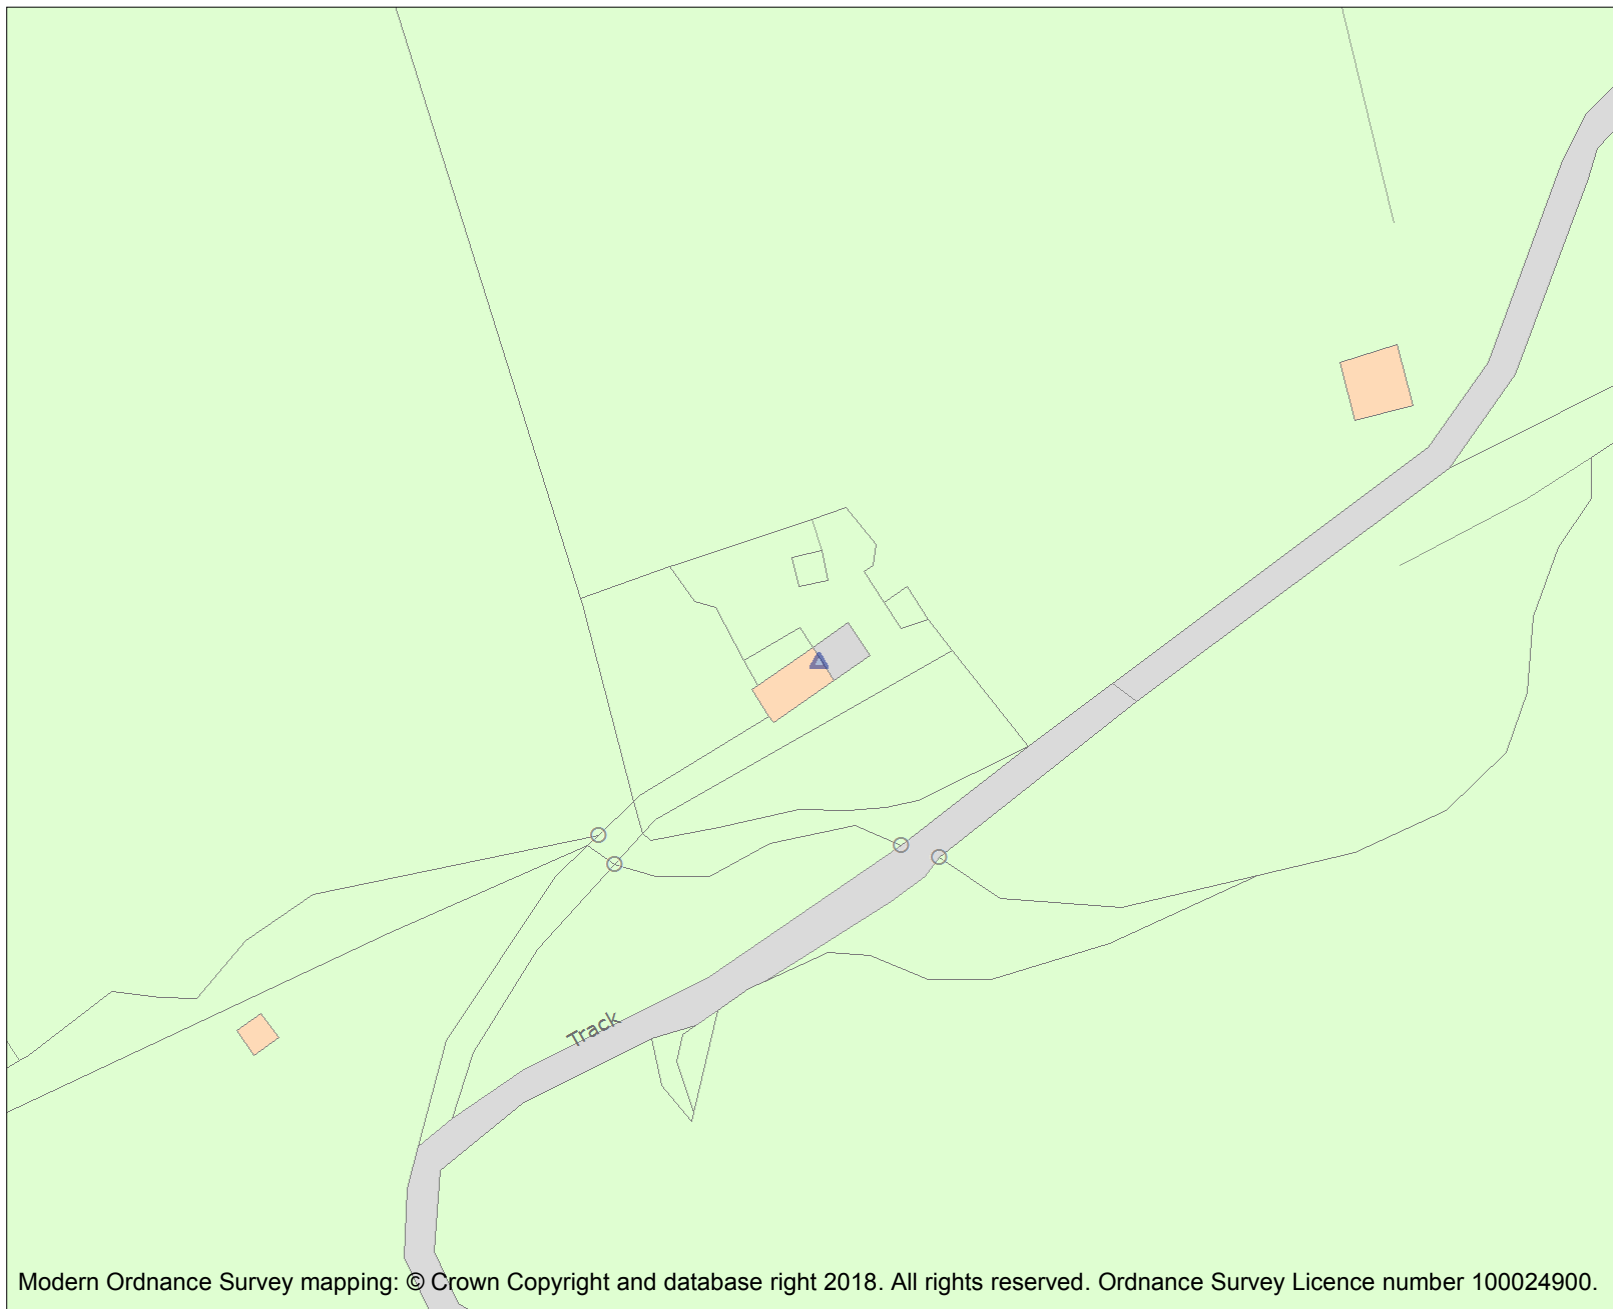 Track
Modern Ordnance Survey mapping: © Crown Copyright and database right 2018. All rights reserved. Ordnance Survey Licence number 100024900.